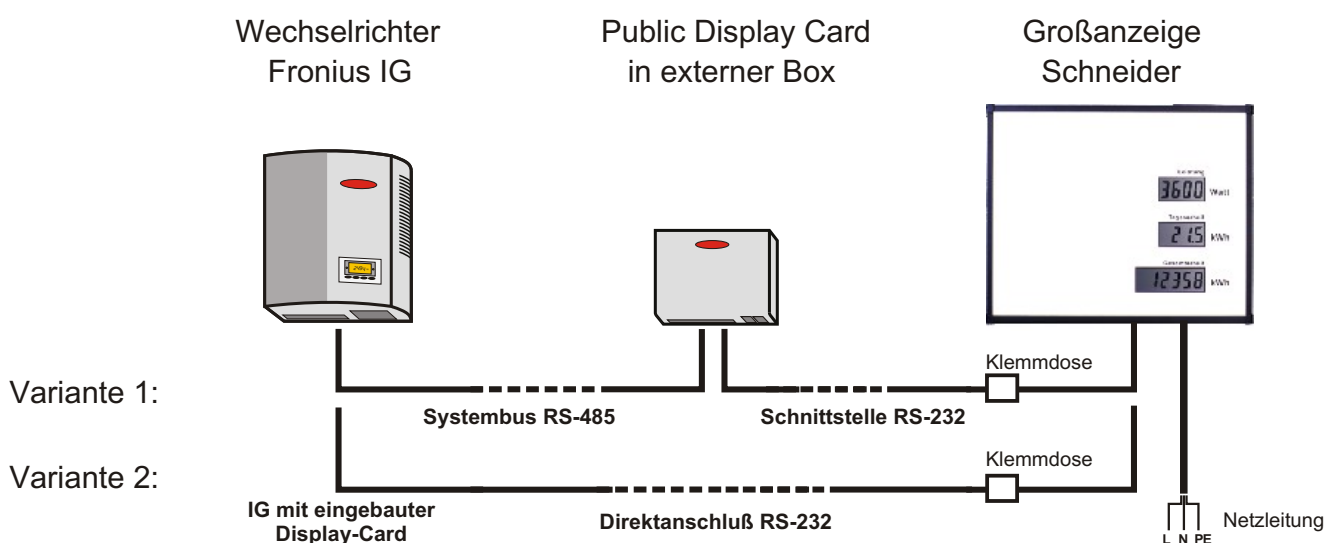 Wechselrichter
Fronius IG
Public Display Card
in externer Box
Großanzeige
Schneider
3600 Watt
Tagesenergie
21.5 kWh
12358 kWh
Klemmdose
Variante 1:
Systembus RS-485
Schnittstelle RS-232
Klemmdose
Variante 2:
IG mit eingebauter
Display-Card
Direktanschluß RS-232
Netzleitung
L N PE